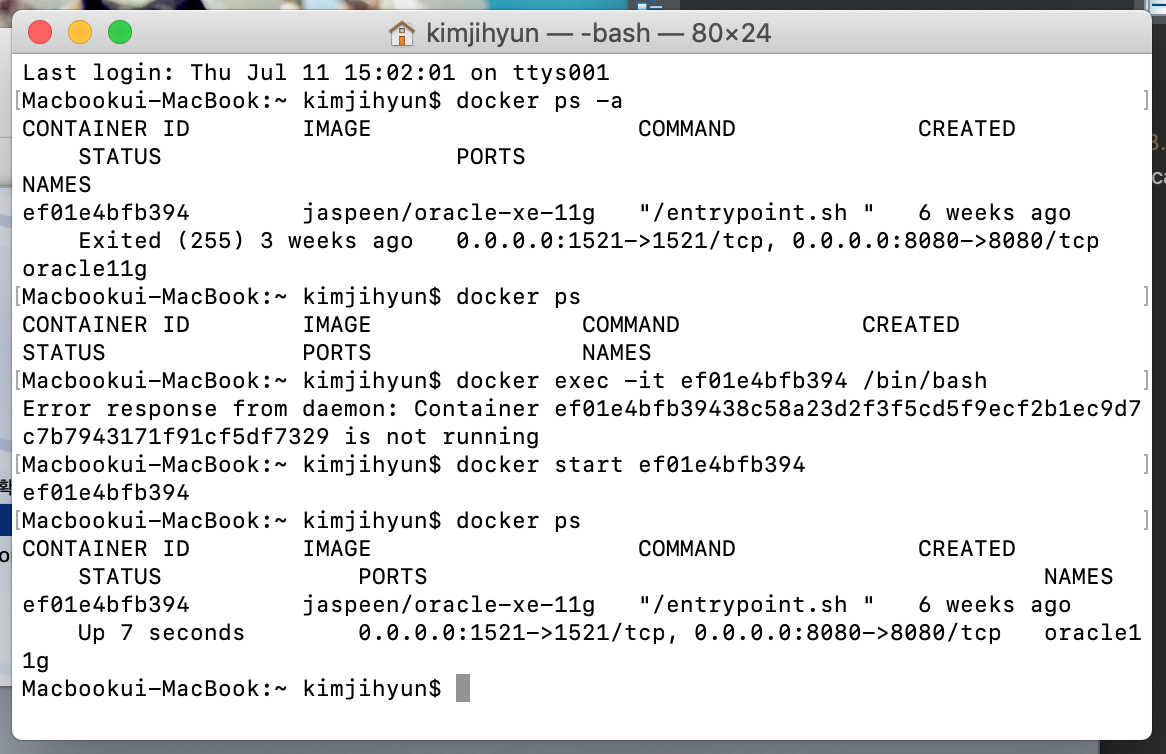 kimjihyun — -bash — 80×24
Last login: Thu Jul 11 15:02:01 on ttys001
[Macbookui-MacBook:~ kimjihyun$ docker ps -a ]
CONTAINER ID        IMAGE                   COMMAND             CREATED
    STATUS                     PORTS
NAMES
ef01e4bfb394        jaspeen/oracle-xe-11g   "/entrypoint.sh "   6 weeks ago
    Exited (255) 3 weeks ago   0.0.0.0:1521->1521/tcp, 0.0.0.0:8080->8080/tcp
oracle11g
[Macbookui-MacBook:~ kimjihyun$ docker ps ]
CONTAINER ID        IMAGE               COMMAND             CREATED
STATUS              PORTS               NAMES
[Macbookui-MacBook:~ kimjihyun$ docker exec -it ef01e4bfb394 /bin/bash ]
Error response from daemon: Container ef01e4bfb39438c58a23d2f3f5cd5f9ecf2b1ec9d7
c7b7943171f91cf5df7329 is not running
[Macbookui-MacBook:~ kimjihyun$ docker start ef01e4bfb394 ]
ef01e4bfb394
[Macbookui-MacBook:~ kimjihyun$ docker ps ]
CONTAINER ID        IMAGE                   COMMAND             CREATED
    STATUS              PORTS                                            NAMES
ef01e4bfb394        jaspeen/oracle-xe-11g   "/entrypoint.sh "   6 weeks ago
    Up 7 seconds        0.0.0.0:1521->1521/tcp, 0.0.0.0:8080->8080/tcp   oracle1
1g
Macbookui-MacBook:~ kimjihyun$